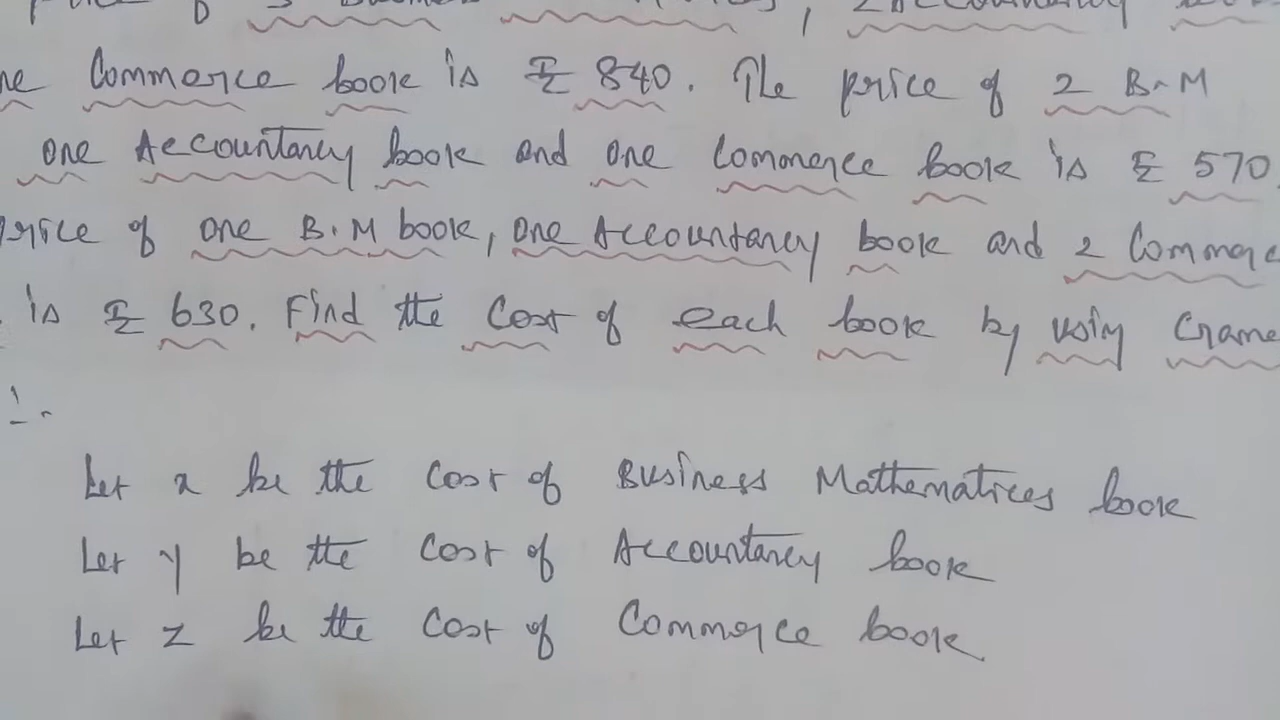 ne Commerce book is ₹ 840. The price of 2 B.M
one Accountancy book and one Commerce book is ₹ 570.
Price of one B.M book, one Accountancy book and 2 Commerc
is ₹ 630. Find the Cost of each book by using Crame
Let x be the Cost of Business Mathematices book
Let y be the Cost of Accountancy book
Let z be the Cost of Commerce book.